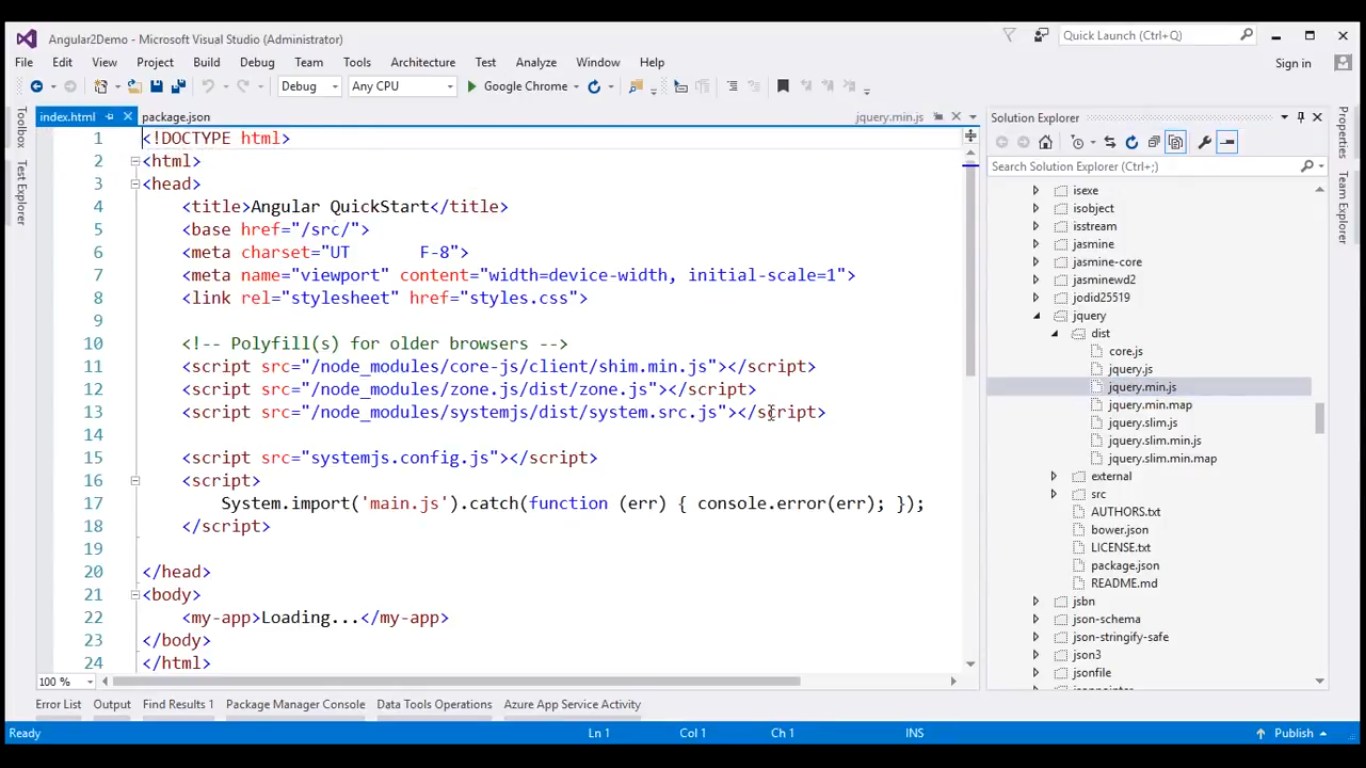 Angular2Demo - Microsoft Visual Studio (Administrator)
Quick Launch (Ctrl+Q)
File Edit View Project Build Debug Team Tools Architecture Test Analyze Window Help
Sign in
Debug Any CPU Google Chrome
Toolbox
Test Explorer
index.html package.json jquery.min.js
1 <!DOCTYPE html>
2 <html>
3 <head>
4 <title>Angular QuickStart</title>
5 <base href="/src/">
6 <meta charset="UT F-8">
7 <meta name="viewport" content="width=device-width, initial-scale=1">
8 <link rel="stylesheet" href="styles.css">
9
10 <!-- Polyfill(s) for older browsers -->
11 <script src="/node_modules/core-js/client/shim.min.js"></script>
12 <script src="/node_modules/zone.js/dist/zone.js"></script>
13 <script src="/node_modules/systemjs/dist/system.src.js"></script>
14
15 <script src="systemjs.config.js"></script>
16 <script>
17 System.import('main.js').catch(function (err) { console.error(err); });
18 </script>
19
20 </head>
21 <body>
22 <my-app>Loading...</my-app>
23 </body>
24 </html>
100 %
Solution Explorer
Search Solution Explorer (Ctrl+;)
isexe
isobject
isstream
jasmine
jasmine-core
jasminewd2
jodid25519
jquery
dist
core.js
jquery.js
jquery.min.js
jquery.min.map
jquery.slim.js
jquery.slim.min.js
jquery.slim.min.map
external
src
AUTHORS.txt
bower.json
LICENSE.txt
package.json
README.md
jsbn
json-schema
json-stringify-safe
json3
jsonfile
Properties
Team Explorer
Error List Output Find Results 1 Package Manager Console Data Tools Operations Azure App Service Activity
Ready Ln 1 Col 1 Ch 1 INS Publish